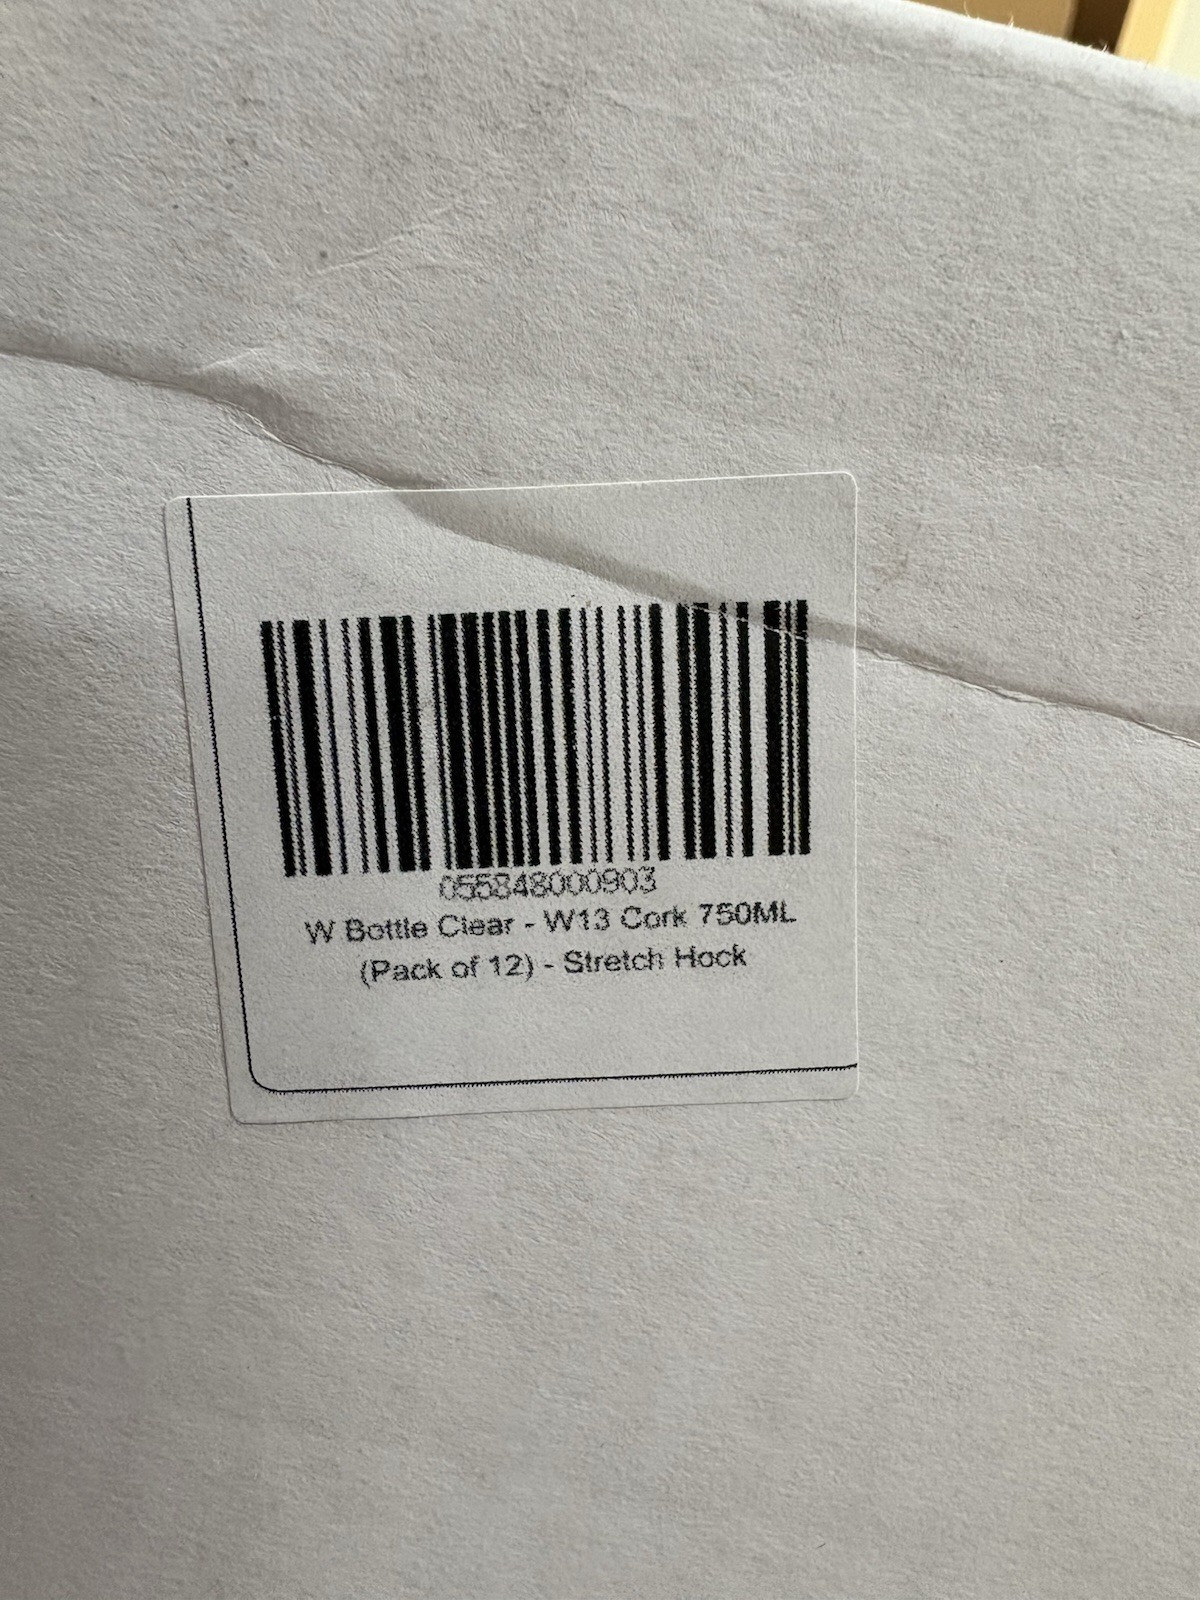 055848000903
W Bottle Clear - W13 Cork 750ML
(Pack of 12) - Stretch Hock